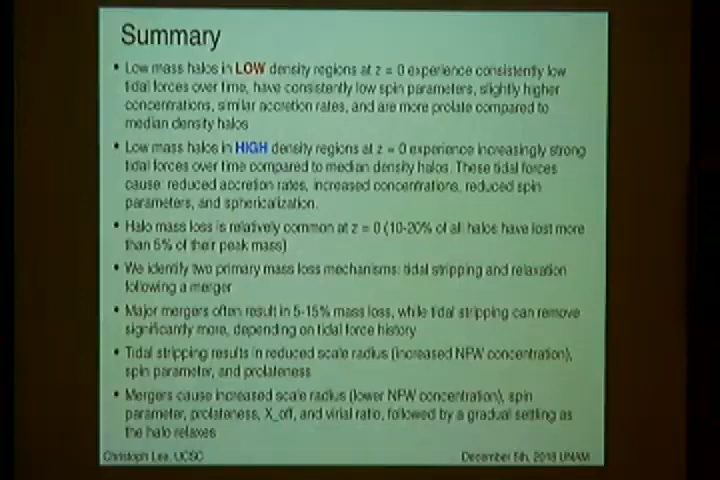 Summary
• Low mass halos in LOW density regions at z = 0 experience consistently low
tidal forces over time, have consistently low spin parameters, slightly higher
concentrations, similar accretion rates, and are more prolate compared to
median density halos
• Low mass halos in HIGH density regions at z = 0 experience increasingly strong
tidal forces over time compared to median density halos. These tidal forces
cause: reduced accretion rates, increased concentrations, reduced spin
parameters, and sphericalization.
• Halo mass loss is relatively common at z = 0 (10-20% of all halos have lost more
than 5% of their peak mass)
• We identify two primary mass loss mechanisms: tidal stripping and relaxation
following a merger
• Major mergers often result in 5-15% mass loss, while tidal stripping can remove
significantly more, depending on tidal force history
• Tidal stripping results in reduced scale radius (increased NFW concentration),
spin parameter, and prolateness
• Mergers cause increased scale radius (lower NFW concentration), spin
parameter, prolateness, X_off, and virial ratio, followed by a gradual settling as
the halo relaxes
Christoph Lee, UCSC
December 5th, 2018 UNAM